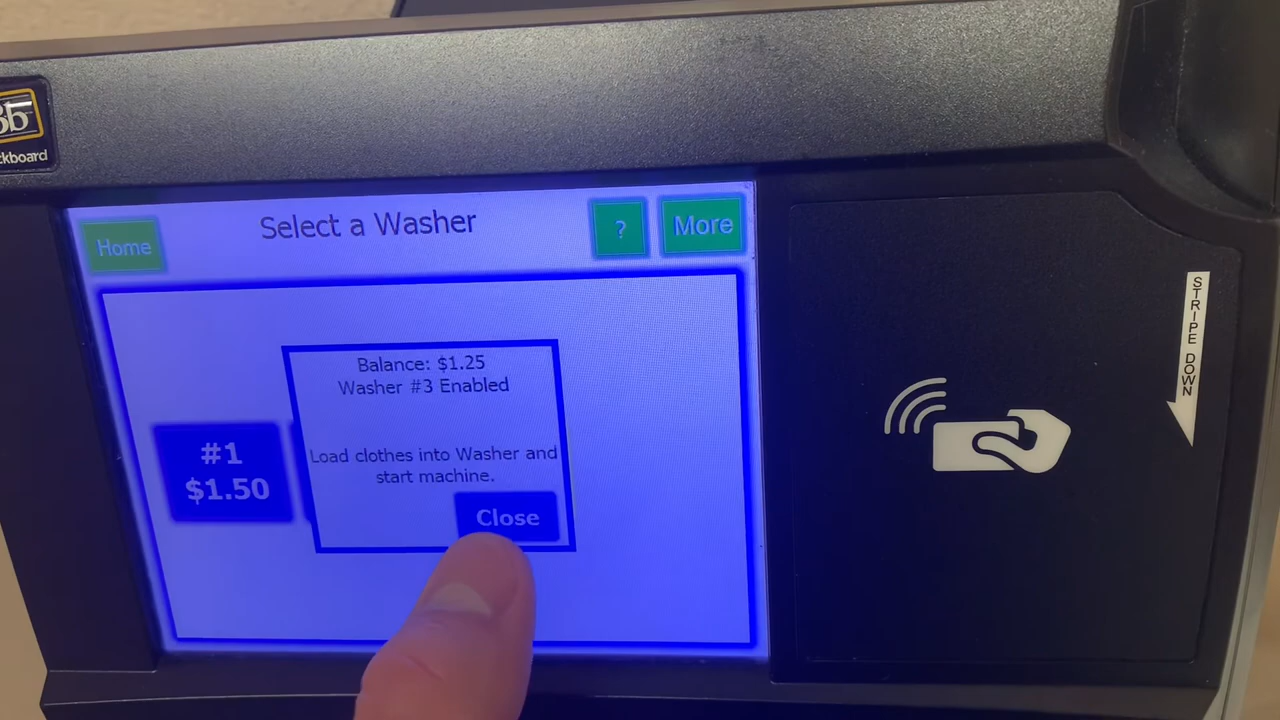 Home
Select a Washer
?
More
Balance: $1.25
Washer #3 Enabled
Load clothes into Washer and
start machine.
Close
#1
$1.50
STRIPE DOWN